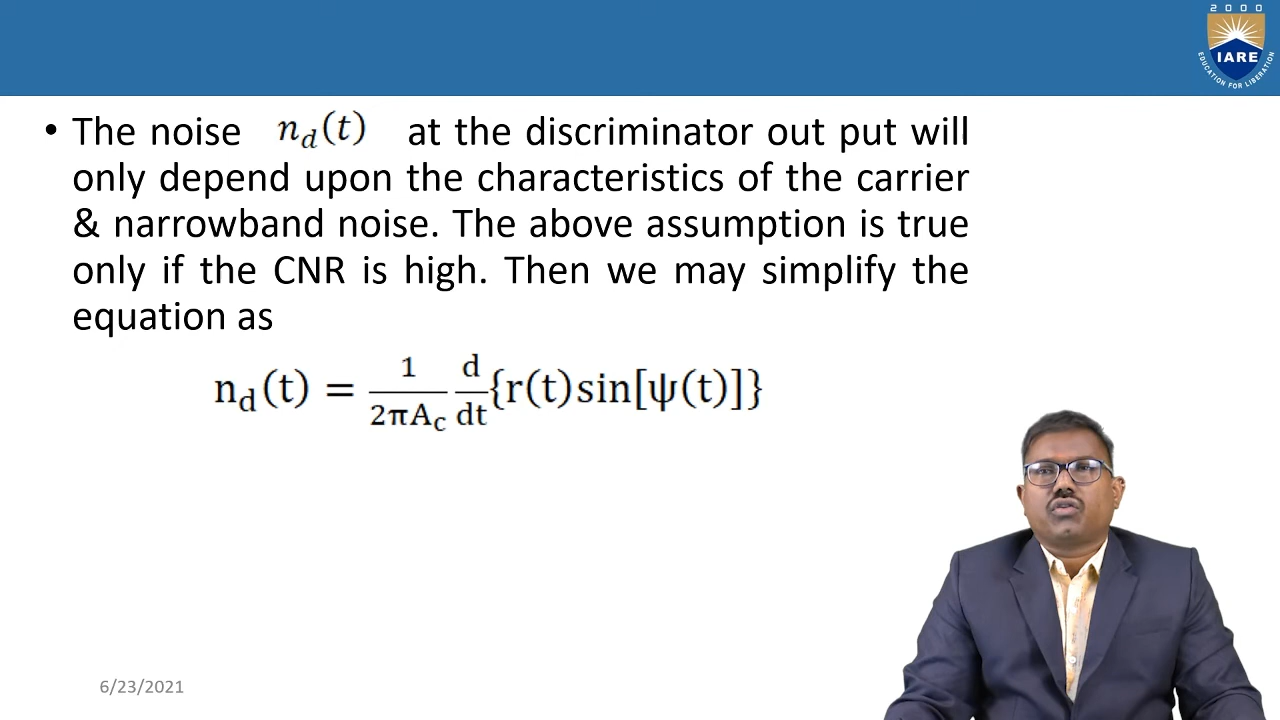 2000
IARE
EDUCATION FOR LIBERATION
• The noise n_d(t) at the discriminator out put will
only depend upon the characteristics of the carrier
& narrowband noise. The above assumption is true
only if the CNR is high. Then we may simplify the
equation as
n_d(t) = 1/(2πA_c) d/dt {r(t)sin[ψ(t)]}
6/23/2021